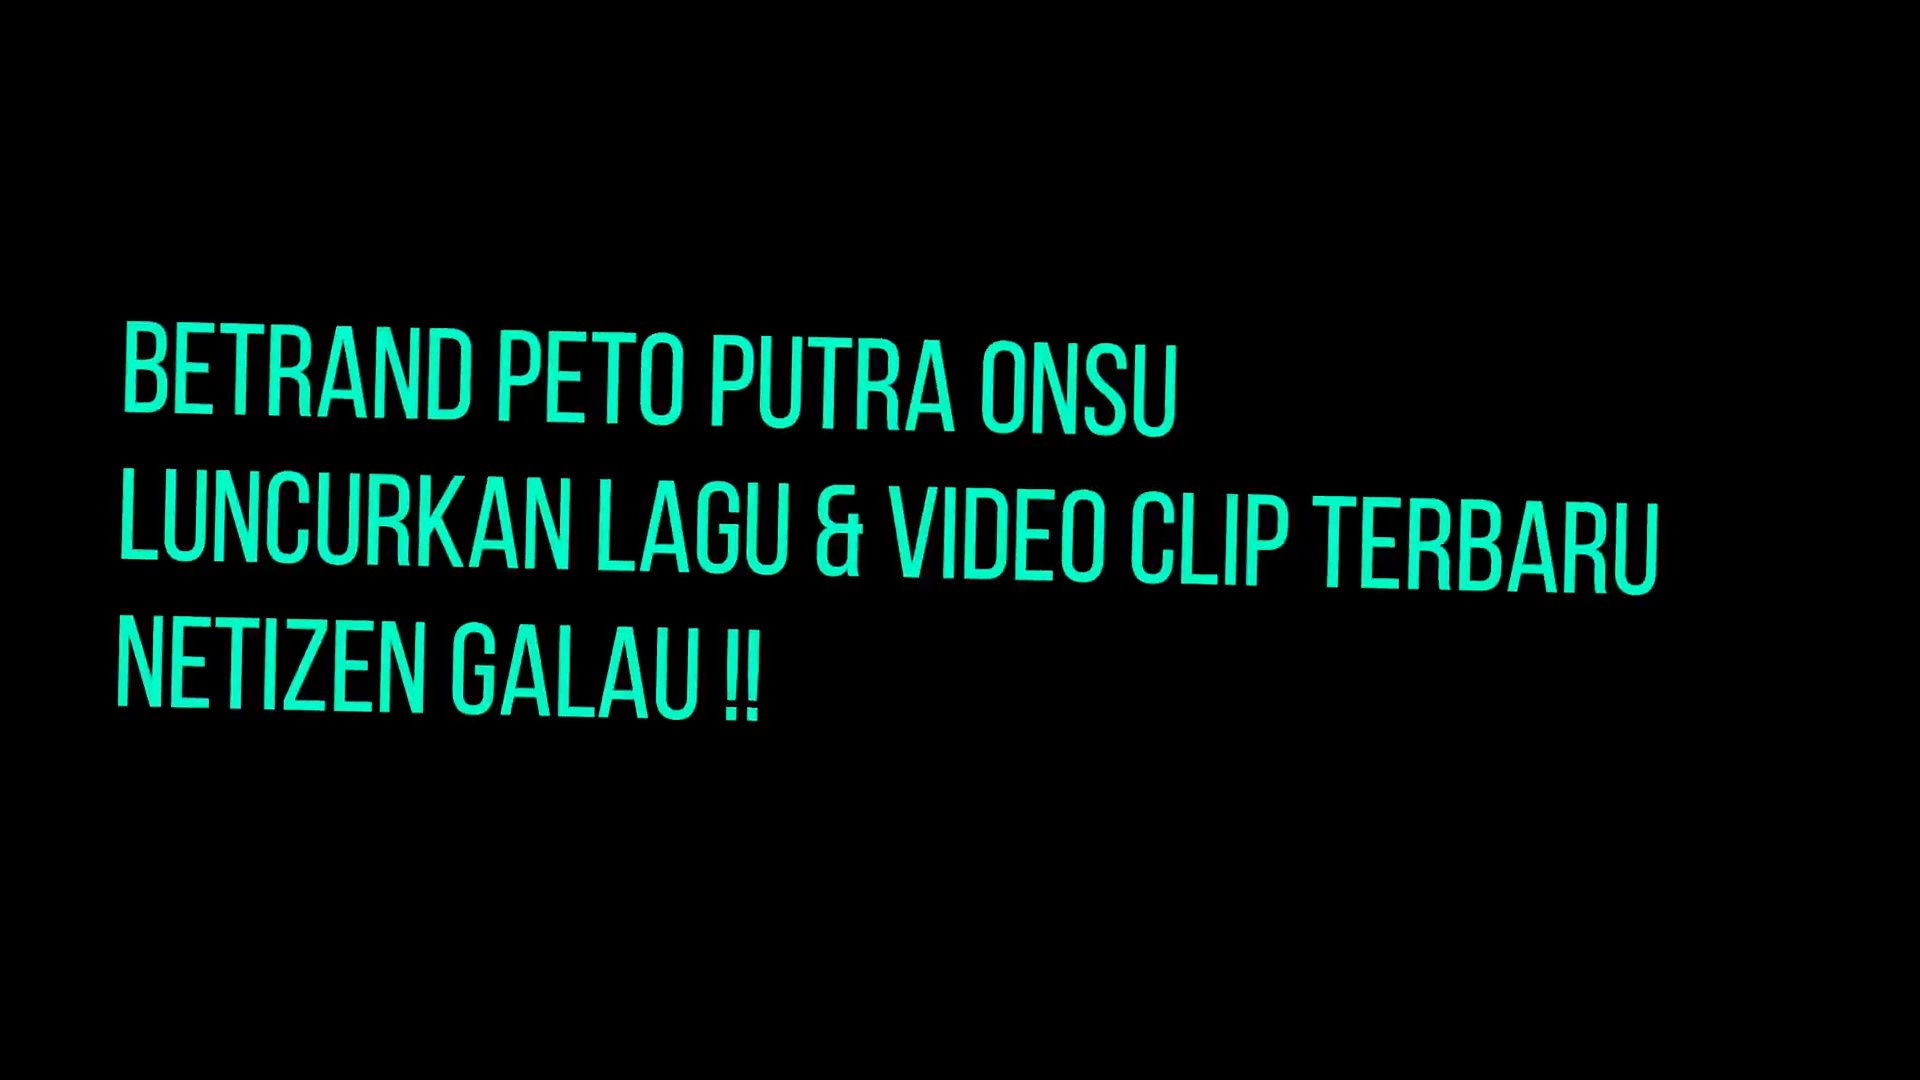 BETRAND PETO PUTRA ONSU
LUNCURKAN LAGU & VIDEO CLIP TERBARU
NETIZEN GALAU !!